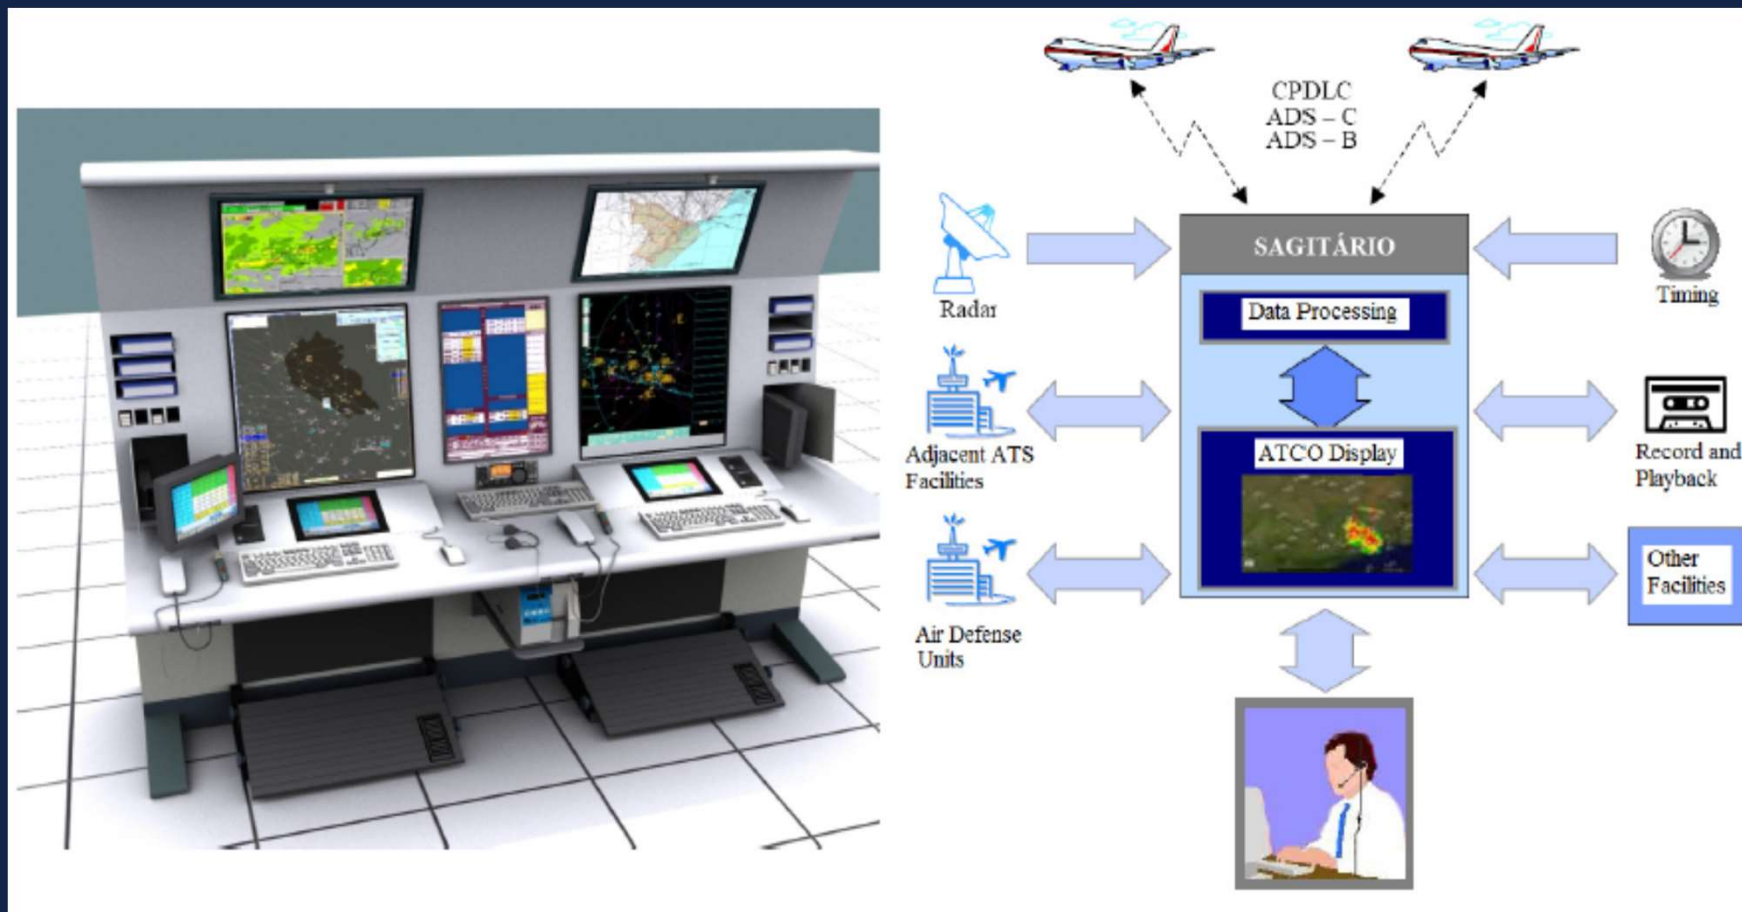 CPDLC
ADS – C
ADS – B
SAGITÁRIO
Radar
Timing
Data Processing
Adjacent ATS
Facilities
ATCO Display
Record and
Playback
Air Defense
Units
Other
Facilities